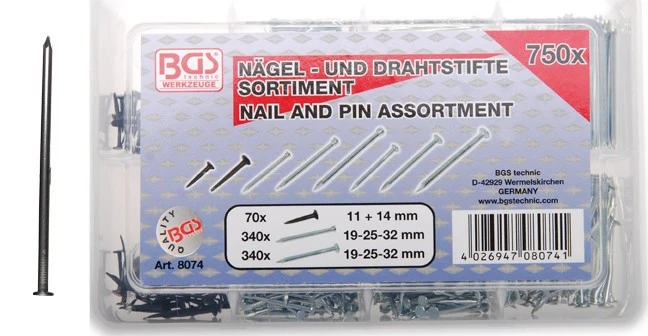 BGS
technic
WERKZEUGE
NÄGEL - UND DRAHTSTIFTE
SORTIMENT
NAIL AND PIN ASSORTMENT
750x
BGS technic
D-42929 Wermelskirchen
GERMANY
www.bgstechnic.com
70x 11 + 14 mm
340x 19-25-32 mm
340x 19-25-32 mm
QUALITY
BGS
Art. 8074
4 026947 080741